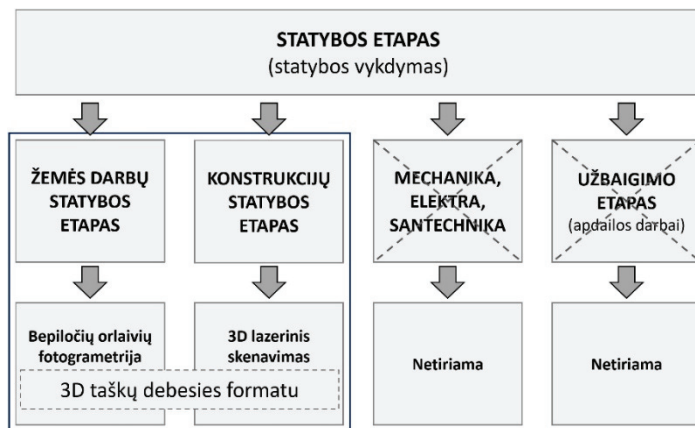 STATYBOS ETAPAS
(statybos vykdymas)
ŽEMĖS DARBŲ
STATYBOS
ETAPAS
KONSTRUKCIJŲ
STATYBOS
ETAPAS
MECHANIKA,
ELEKTRA,
SANTECHNIKA
UŽBAIGIMO
ETAPAS
(apdailos darbai)
Bepiločių orlaivių
fotogrametrija
3D lazerinis
skenavimas
3D taškų debesies formatu
Netiriama
Netiriama